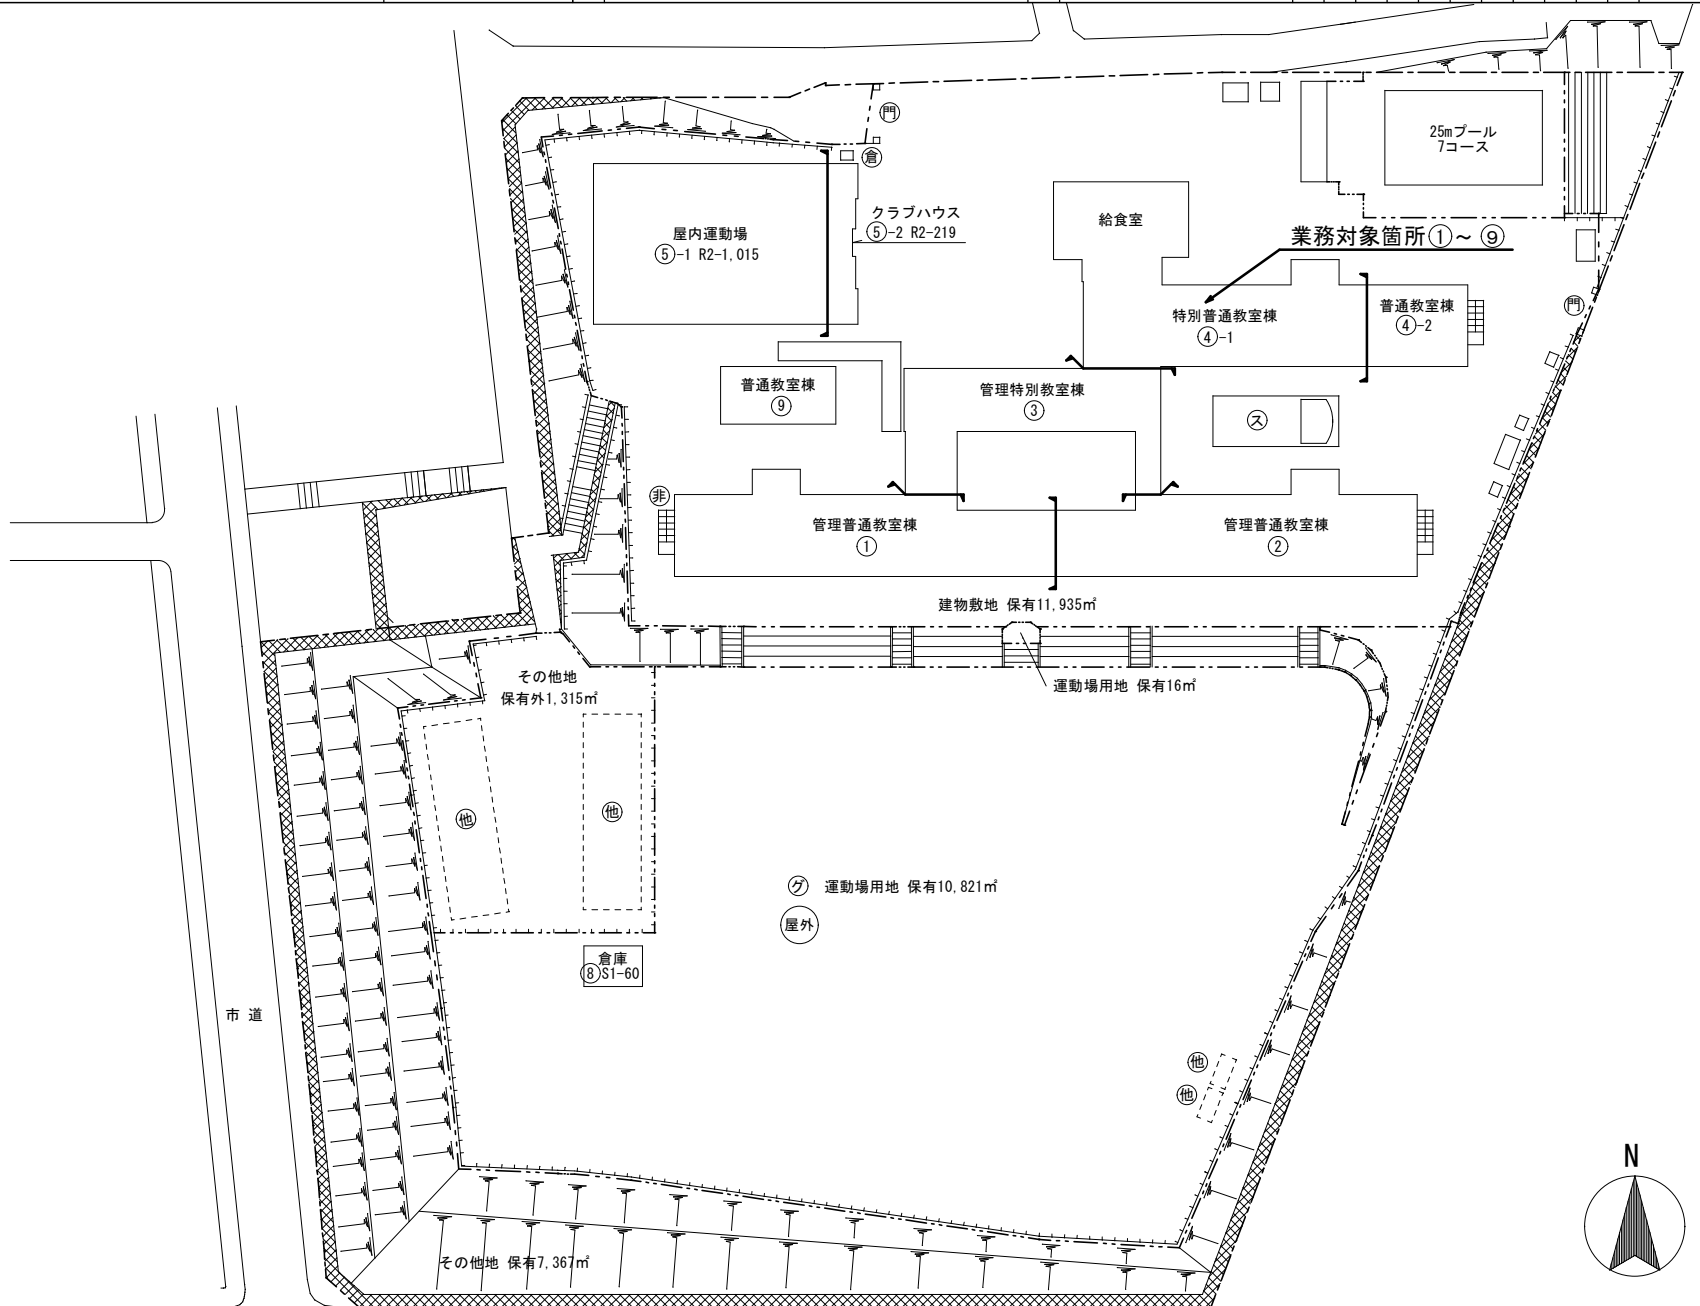 門
倉
25mプール
7コース
屋内運動場
⑤-1 R2-1,015
クラブハウス
⑤-2 R2-219
給食室
業務対象箇所①～⑨
特別普通教室棟
④-1
普通教室棟
④-2
門
普通教室棟
⑨
管理特別教室棟
③
ス
非
管理普通教室棟
①
管理普通教室棟
②
建物敷地 保有11,935㎡
その他地
保有外1,315㎡
運動場用地 保有16㎡
他
他
グ 運動場用地 保有10,821㎡
屋外
倉庫
⑧S1-60
市道
他
他
N
その他地 保有7,367㎡